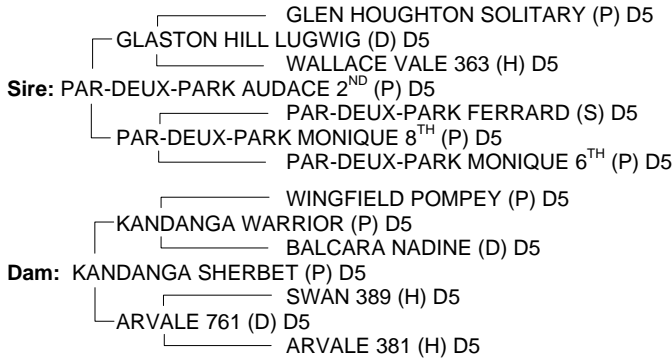 GLEN HOUGHTON SOLITARY (P) D5
GLASTON HILL LUGWIG (D) D5
WALLACE VALE 363 (H) D5
Sire: PAR-DEUX-PARK AUDACE 2ND (P) D5
PAR-DEUX-PARK FERRARD (S) D5
PAR-DEUX-PARK MONIQUE 8TH (P) D5
PAR-DEUX-PARK MONIQUE 6TH (P) D5
WINGFIELD POMPEY (P) D5
KANDANGA WARRIOR (P) D5
BALCARA NADINE (D) D5
Dam: KANDANGA SHERBET (P) D5
SWAN 389 (H) D5
ARVALE 761 (D) D5
ARVALE 381 (H) D5